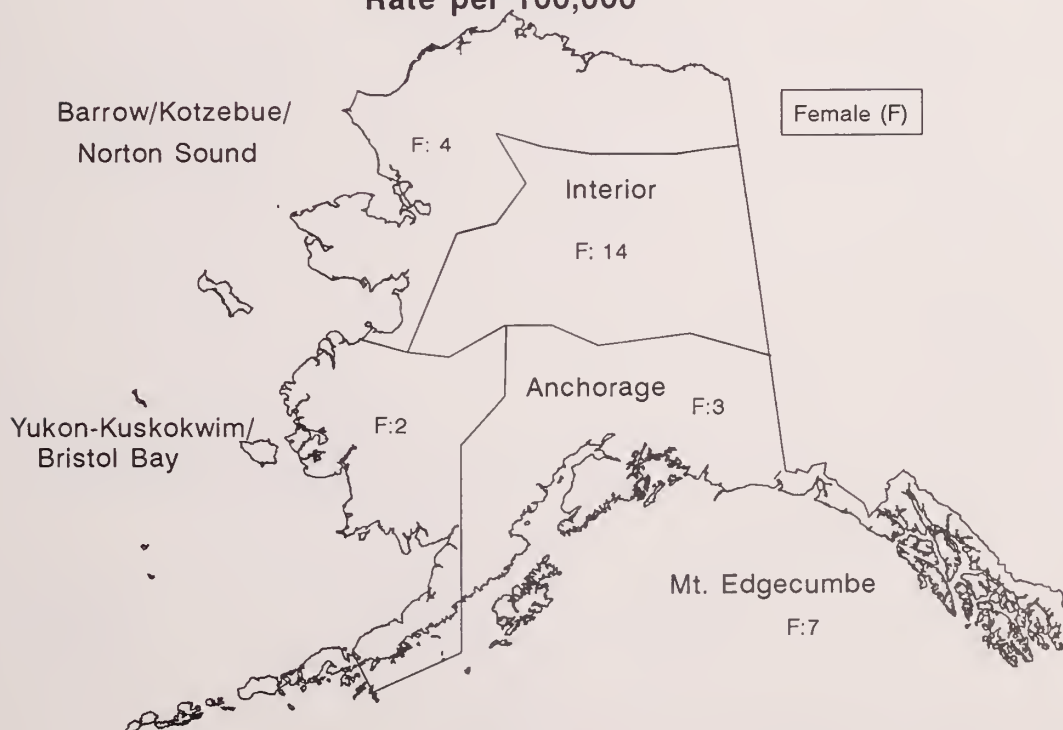 Rate per 100,000
Barrow/Kotzebue/
Norton Sound
Female (F)
F: 4
Interior
F: 14
Anchorage
F:3
Yukon-Kuskokwim/
Bristol Bay
F:2
Mt. Edgecumbe
F:7